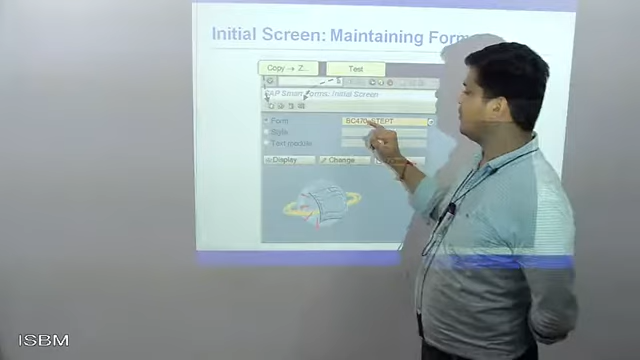 Initial Screen: Maintaining Form
Copy → Z...
Test
SAP Smart Forms: Initial Screen
Form
Style
Text module
Display
Change
ISBM